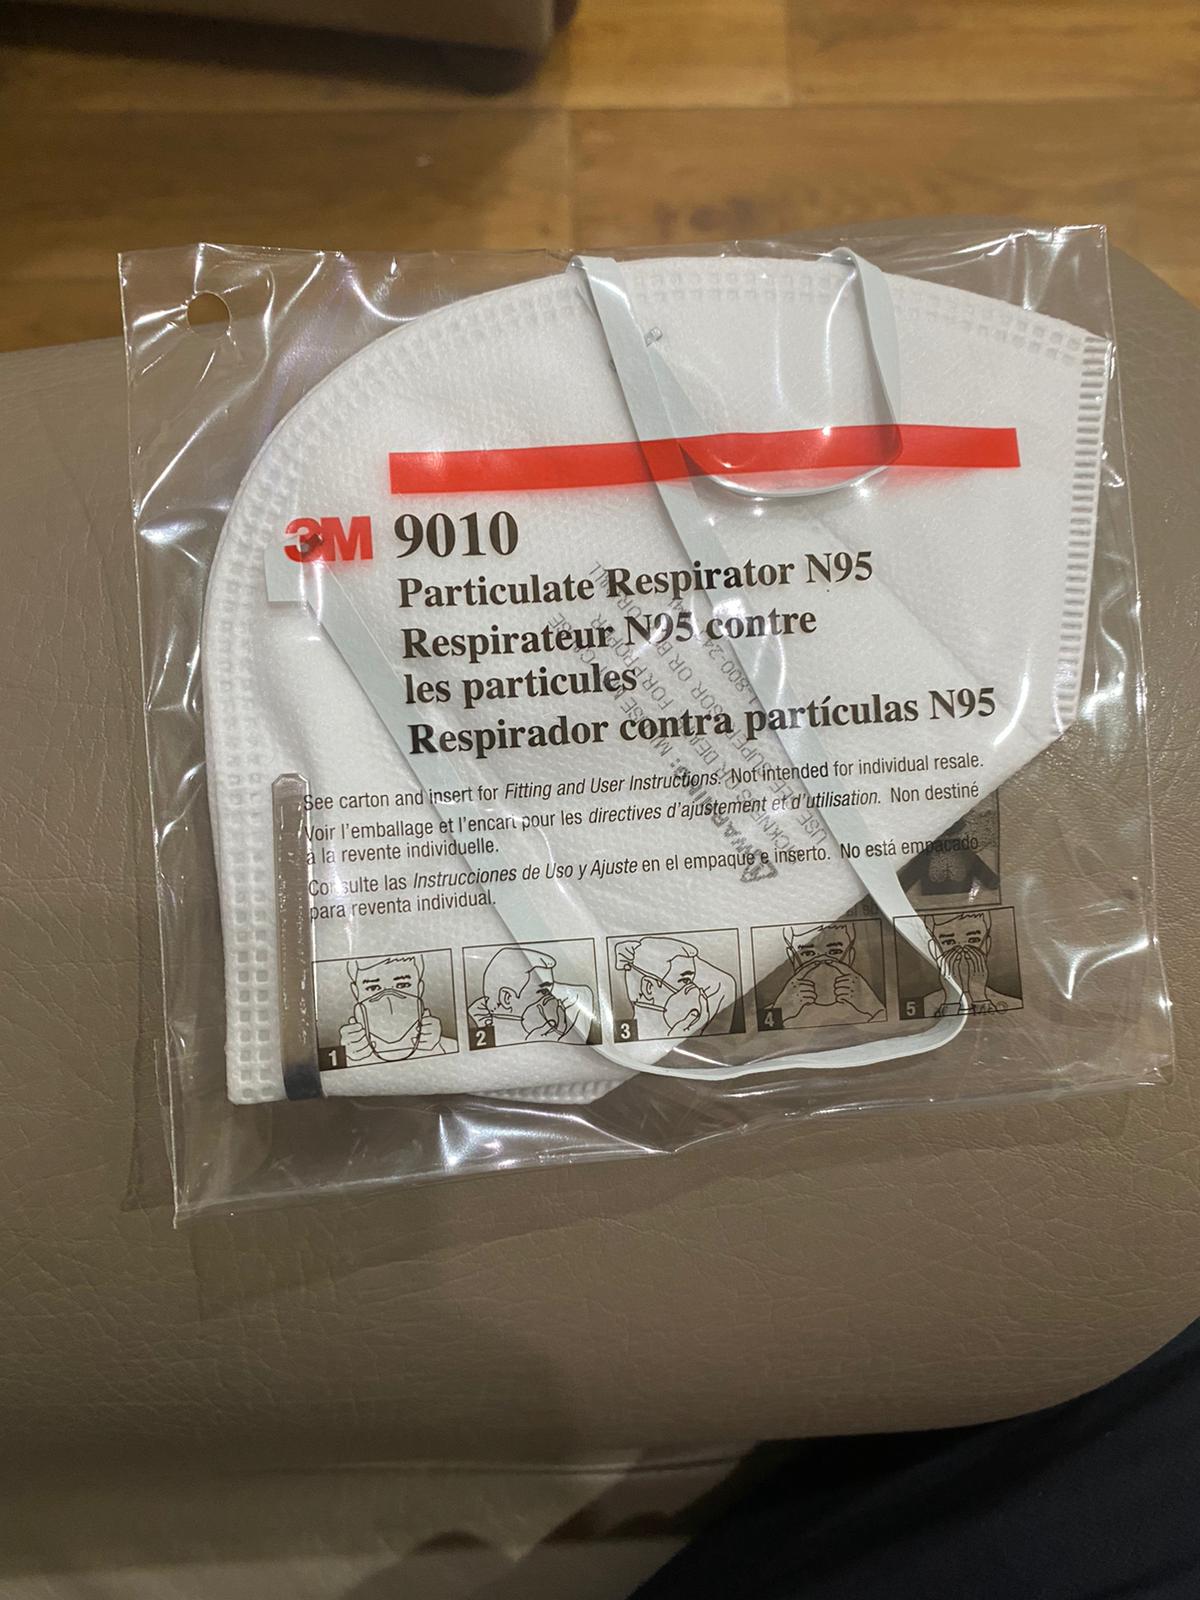 3M 9010
Particulate Respirator N95
Respirateur N95 contre
les particules
Respirador contra partículas N95
See carton and insert for Fitting and User Instructions. Not intended for individual resale.
Voir l'emballage et l'encart pour les directives d'ajustement et d'utilisation. Non destiné
à la revente individuelle.
Consulte las Instrucciones de Uso y Ajuste en el empaque e inserto. No está empacado
para reventa individual.
1 2 3 4 5